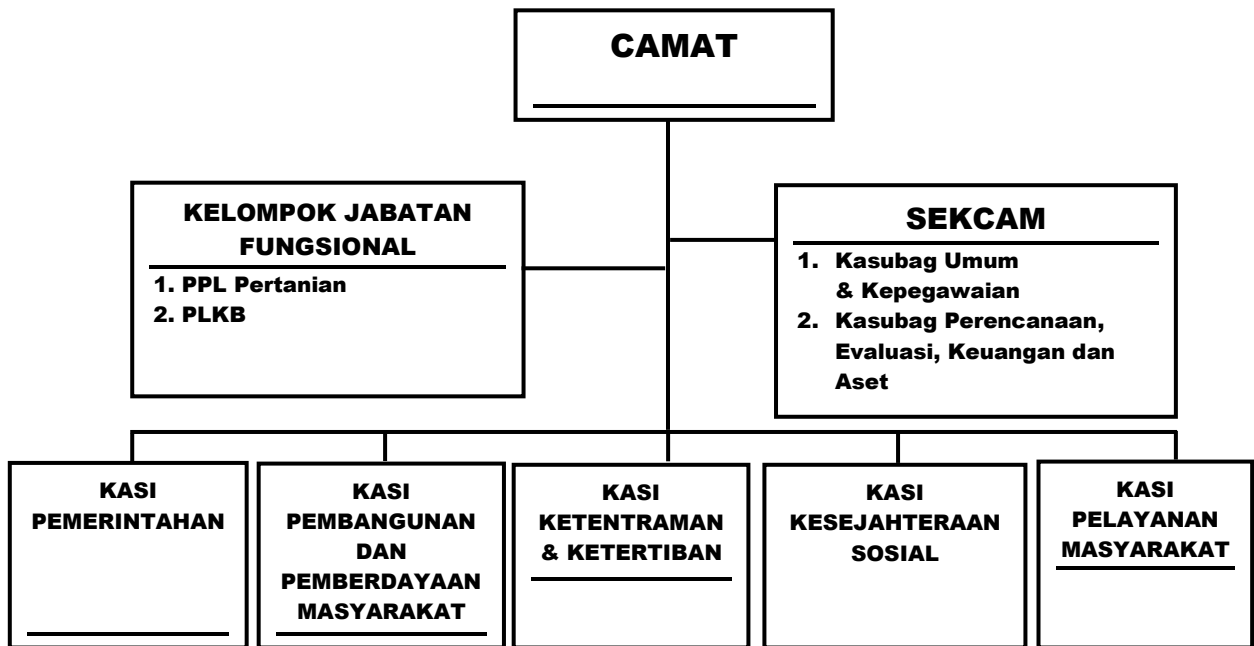 CAMAT
KELOMPOK JABATAN
FUNGSIONAL
1. PPL Pertanian
2. PLKB
SEKCAM
1. Kasubag Umum
& Kepegawaian
2. Kasubag Perencanaan,
Evaluasi, Keuangan dan
Aset
KASI
PEMERINTAHAN
KASI
PEMBANGUNAN
DAN
PEMBERDAYAAN
MASYARAKAT
KASI
KETENTRAMAN
& KETERTIBAN
KASI
KESEJAHTERAAN
SOSIAL
KASI
PELAYANAN
MASYARAKAT